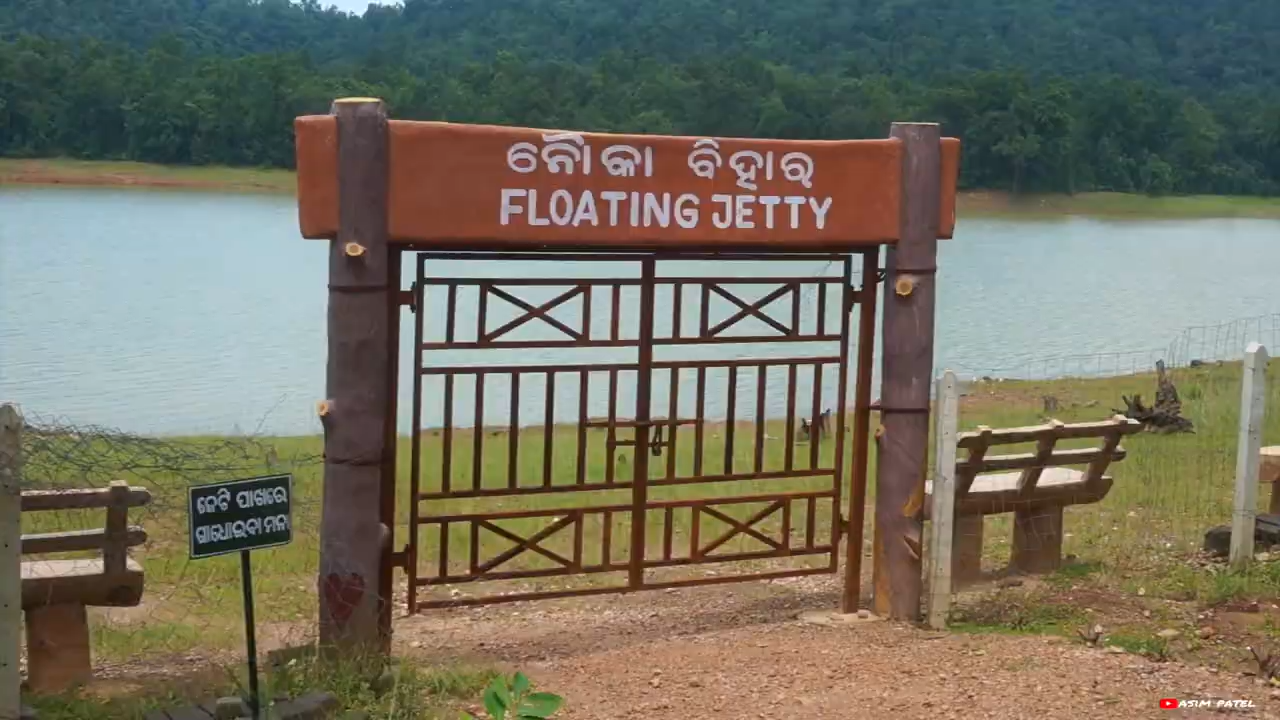 ନୌକା ବିହାର
FLOATING JETTY
ଜେଟି ପାଖରେ
ଗାଧୋଇବା ମନା
ASIM PATEL